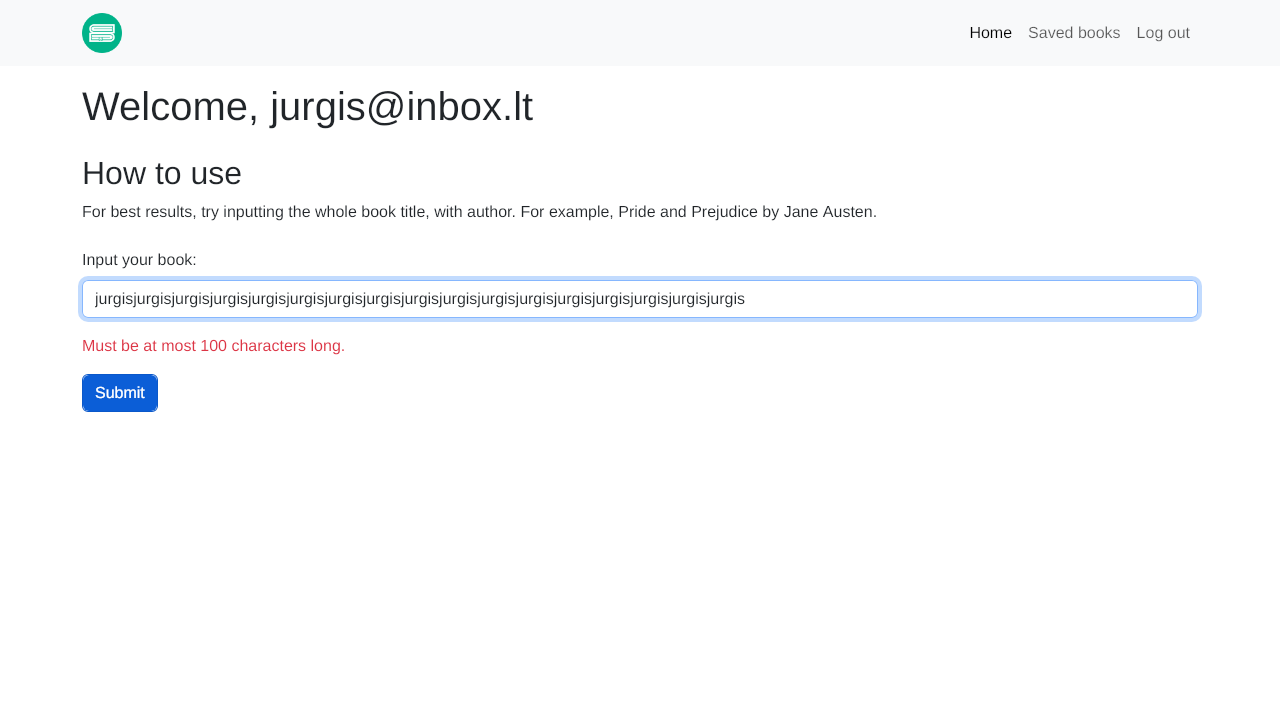 Home Saved books Log out
Welcome, jurgis@inbox.lt
How to use
For best results, try inputting the whole book title, with author. For example, Pride and Prejudice by Jane Austen.
Input your book:
jurgisjurgisjurgisjurgisjurgisjurgisjurgisjurgisjurgisjurgisjurgisjurgisjurgisjurgisjurgisjurgisjurgis
Must be at most 100 characters long.
Submit